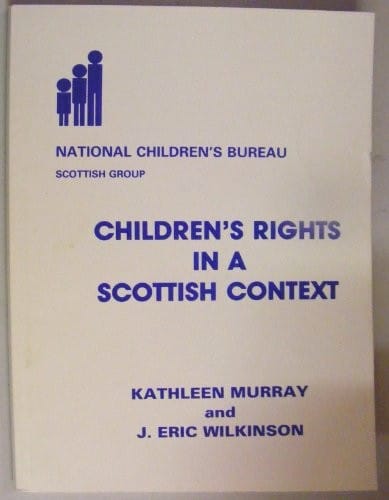 NATIONAL CHILDREN'S BUREAU
SCOTTISH GROUP
CHILDREN'S RIGHTS
IN A
SCOTTISH CONTEXT
KATHLEEN MURRAY
and
J. ERIC WILKINSON